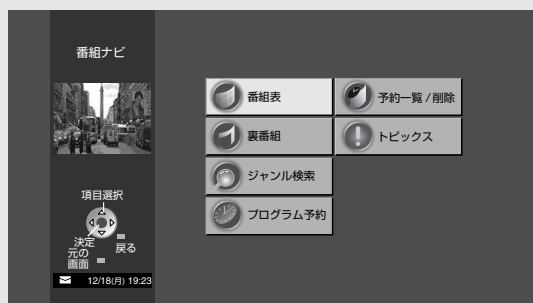 番組ナビ
番組表
予約一覧/削除
裏番組
トピックス
ジャンル検索
プログラム予約
項目選択
決定
戻る
元の
画面
12/18(月) 19:23